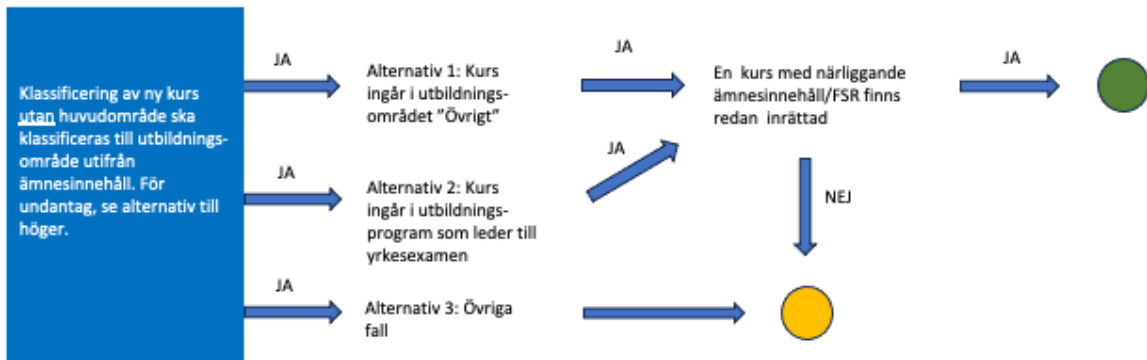 Klassificering av ny kurs
utan huvudområde ska
klassificeras till utbildnings-
område utifrån
ämnesinnehåll. För
undantag, se alternativ till
höger.
JA
Alternativ 1: Kurs
ingår i utbildnings-
området ”Övrigt”
JA
En kurs med närliggande
ämnesinnehåll/FSR finns
redan inrättad
JA
JA
Alternativ 2: Kurs
ingår i utbildnings-
program som leder till
yrkesexamen
JA
NEJ
JA
Alternativ 3: Övriga
fall